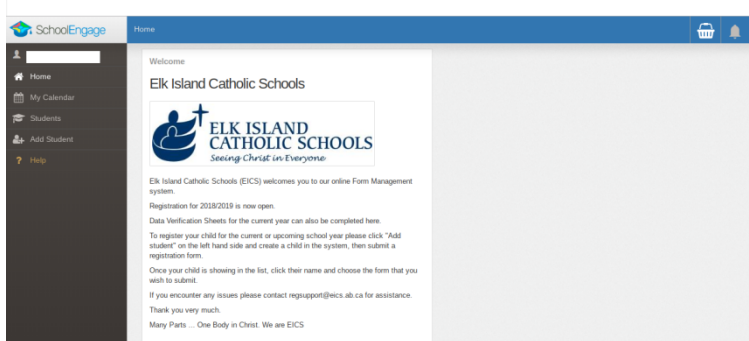 SchoolEngage
Home
Home
My Calendar
Students
Add Student
? Help
Welcome
Elk Island Catholic Schools
ELK ISLAND
CATHOLIC SCHOOLS
Seeing Christ in Everyone
Elk Island Catholic Schools (EICS) welcomes you to our online Form Management
system.
Registration for 2018/2019 is now open.
Data Verification Sheets for the current year can also be completed here.
To register your child for the current or upcoming school year please click "Add
student" on the left hand side and create a child in the system, then submit a
registration form.
Once your child is showing in the list, click their name and choose the form that you
wish to submit.
If you encounter any issues please contact regsupport@eics.ab.ca for assistance.
Thank you very much.
Many Parts ... One Body in Christ. We are EICS